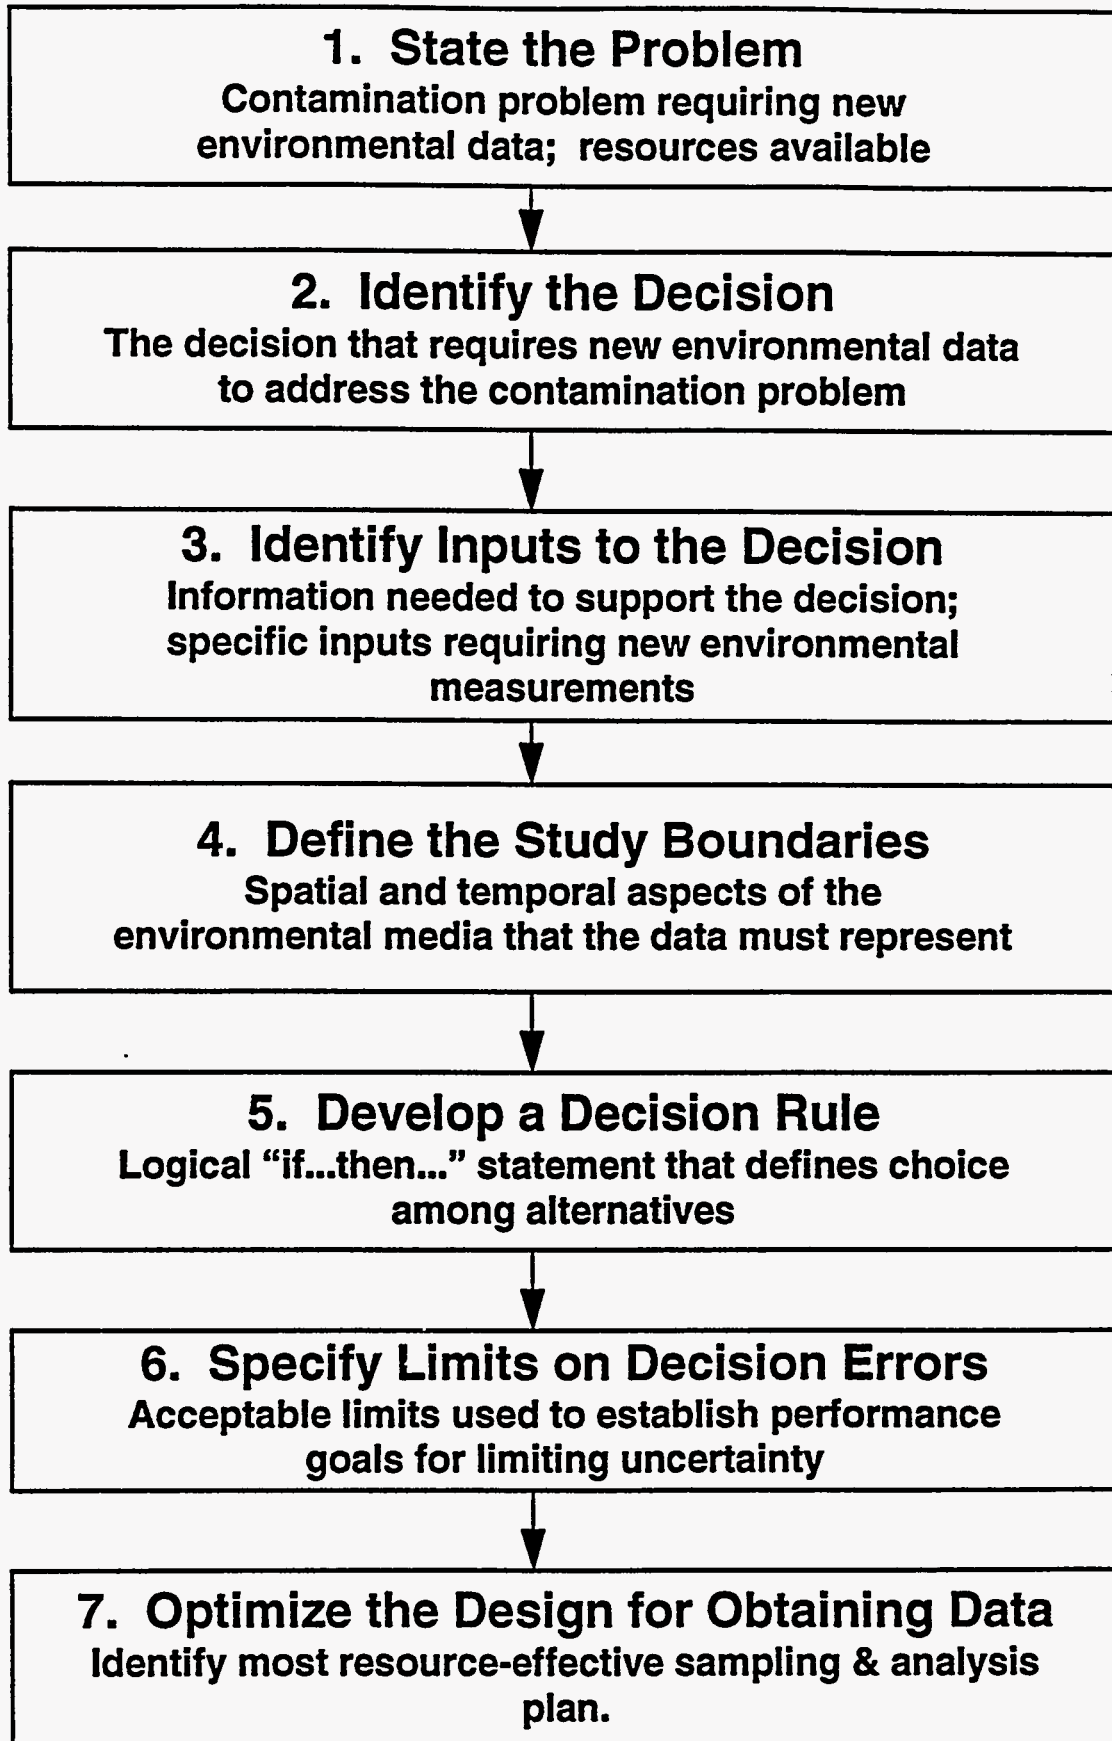 1. State the Problem
Contamination problem requiring new
environmental data; resources available
2. Identify the Decision
The decision that requires new environmental data
to address the contamination problem
3. Identify Inputs to the Decision
Information needed to support the decision;
specific inputs requiring new environmental
measurements
4. Define the Study Boundaries
Spatial and temporal aspects of the
environmental media that the data must represent
5. Develop a Decision Rule
Logical “if...then...” statement that defines choice
among alternatives
6. Specify Limits on Decision Errors
Acceptable limits used to establish performance
goals for limiting uncertainty
7. Optimize the Design for Obtaining Data
Identify most resource-effective sampling & analysis
plan.